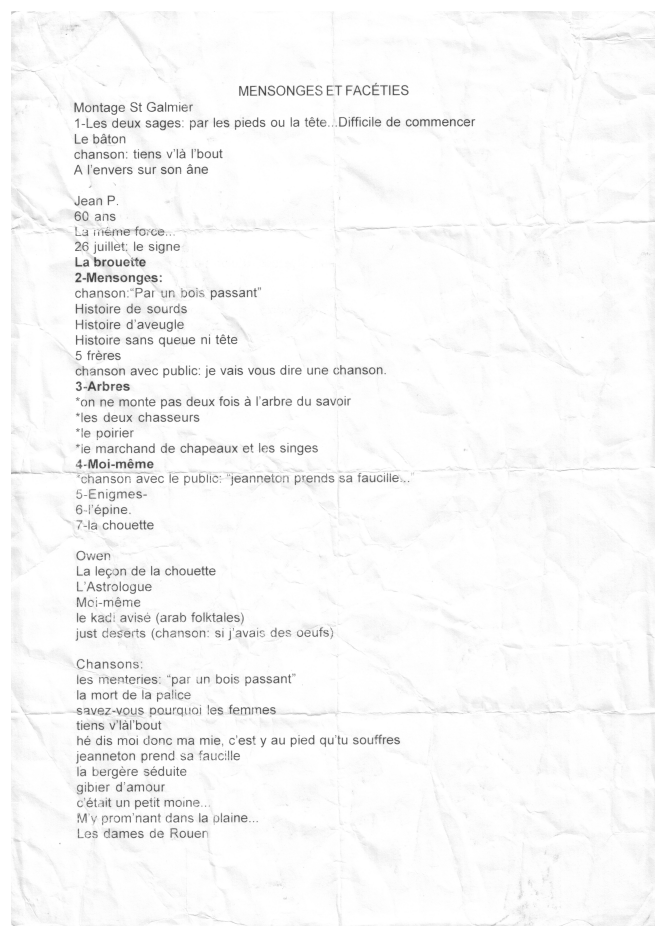 MENSONGES ET FACÉTIES
Montage St Galmier
1-Les deux sages: par les pieds ou la tête...Difficile de commencer
Le bâton
chanson: tiens v'là l'bout
A l'envers sur son âne
Jean P.
60 ans
La même force...
26 juillet: le signe
La brouette
2-Mensonges:
chanson:"Par un bois passant"
Histoire de sourds
Histoire d'aveugle
Histoire sans queue ni tête
5 frères
chanson avec public: je vais vous dire une chanson.
3-Arbres
*on ne monte pas deux fois à l'arbre du savoir
*les deux chasseurs
*le poirier
*le marchand de chapeaux et les singes
4-Moi-même
*chanson avec le public: "jeanneton prends sa faucille..."
5-Enigmes-
6-l'épine.
7-la chouette
Owen
La leçon de la chouette
L'Astrologue
Moi-même
le kadi avisé (arab folktales)
just deserts (chanson: si j'avais des oeufs)
Chansons:
les menteries: "par un bois passant"
la mort de la palice
savez-vous pourquoi les femmes
tiens v'làl'bout
hé dis moi donc ma mie, c'est y au pied qu'tu souffres
jeanneton prend sa faucille
la bergère séduite
gibier d'amour
c'était un petit moine...
M'y prom'nant dans la plaine...
Les dames de Rouen